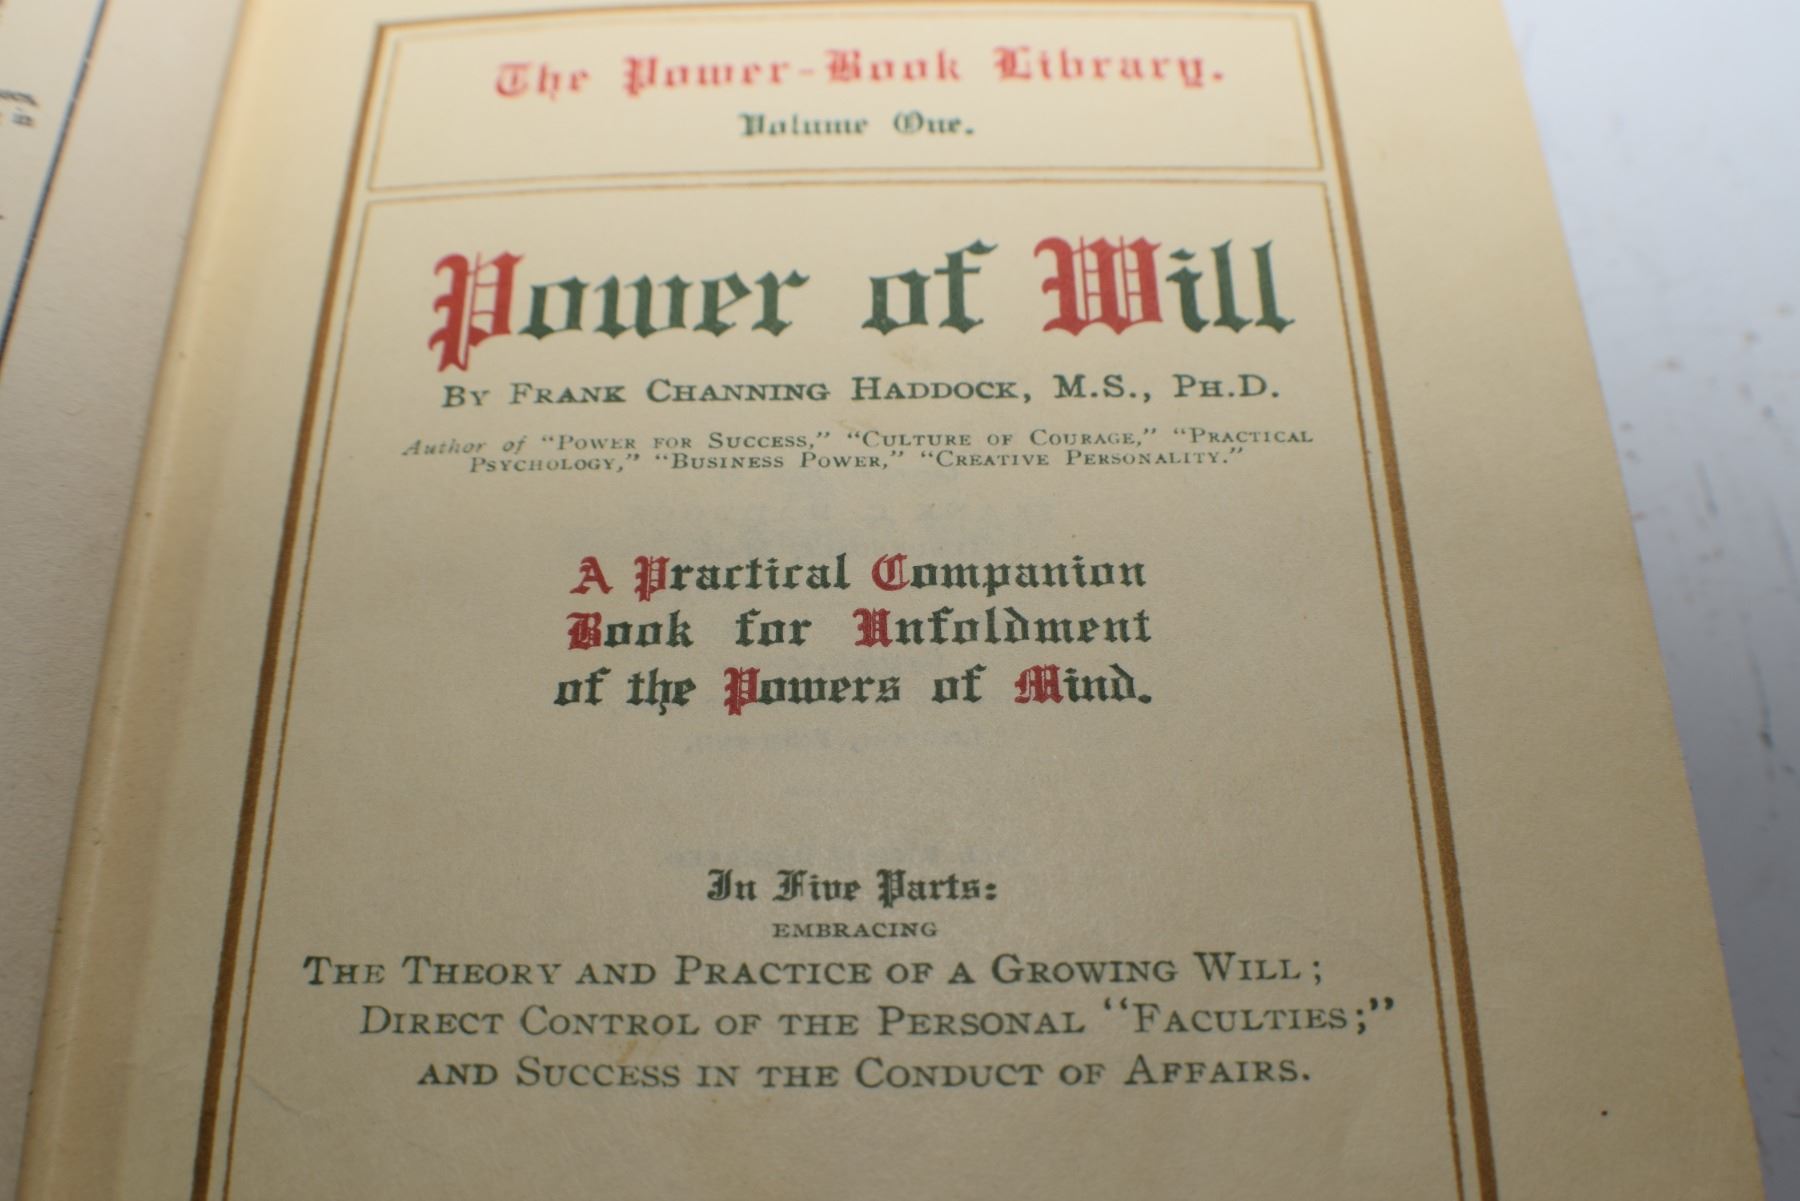 The Power-Book Library.
Volume One.
Power of Will
By Frank Channing Haddock, M.S., Ph.D.
Author of "Power for Success," "Culture of Courage," "Practical
Psychology," "Business Power," "Creative Personality."
A Practical Companion
Book for Unfoldment
of the Powers of Mind.
In Five Parts:
EMBRACING
The Theory and Practice of a Growing Will;
Direct Control of the Personal "Faculties;"
and Success in the Conduct of Affairs.